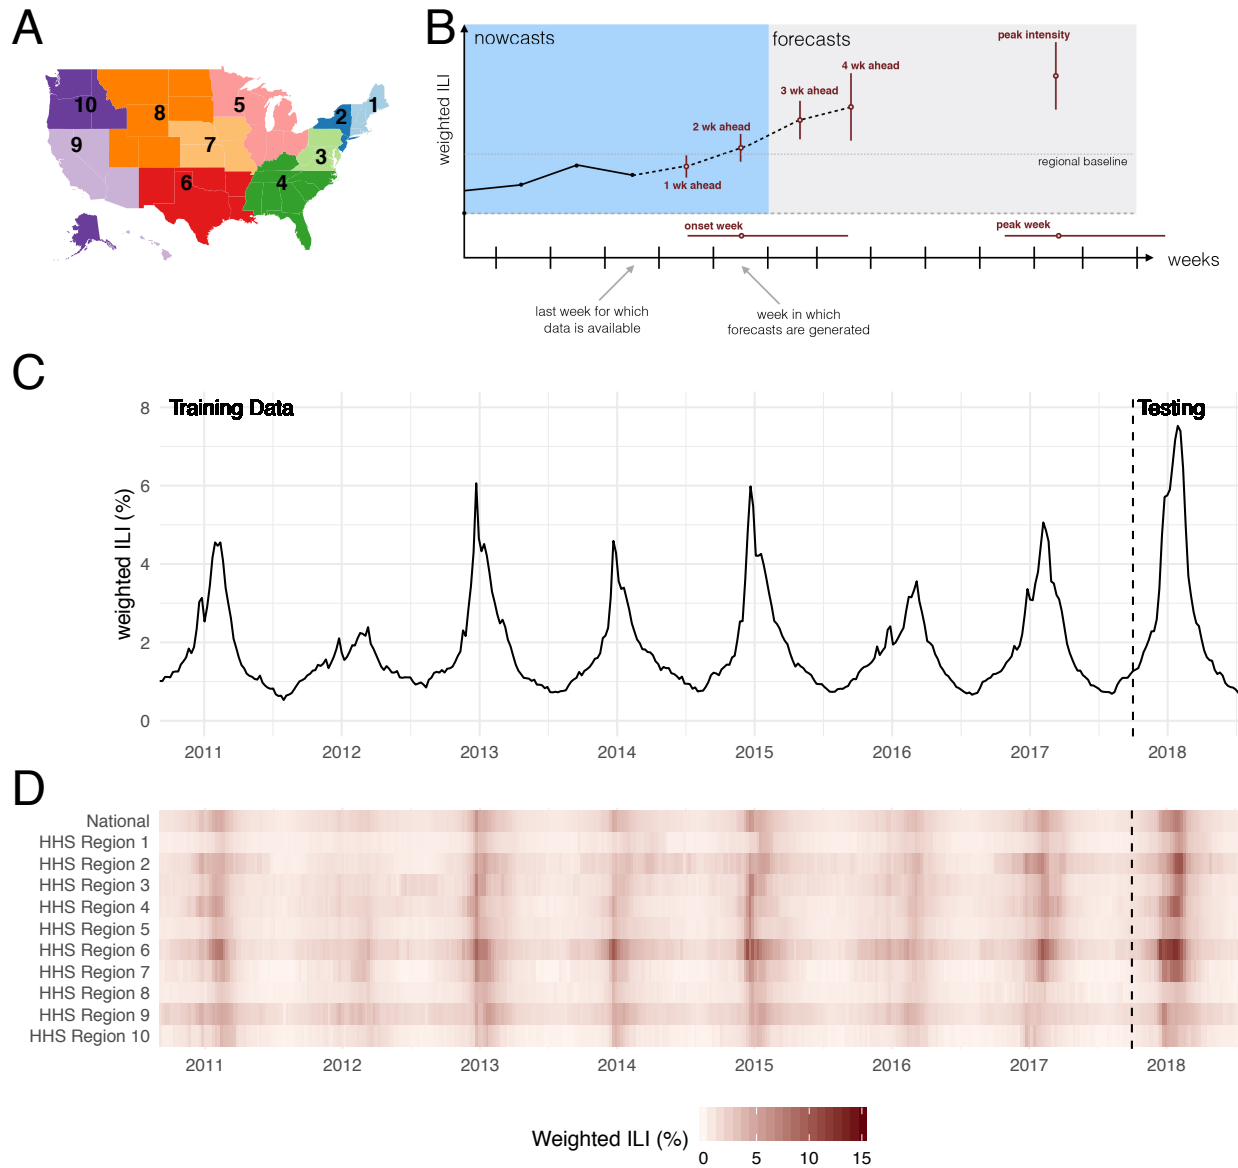 A
10
8
5
2
1
9
7
3
6
4
B
nowcasts
forecasts
peak intensity
4 wk ahead
3 wk ahead
2 wk ahead
1 wk ahead
weighted ILI
regional baseline
onset week
peak week
weeks
last week for which
data is available
week in which
forecasts are generated
C
Training Data
Testing
weighted ILI (%)
8
6
4
2
0
2011 2012 2013 2014 2015 2016 2017 2018
D
National
HHS Region 1
HHS Region 2
HHS Region 3
HHS Region 4
HHS Region 5
HHS Region 6
HHS Region 7
HHS Region 8
HHS Region 9
HHS Region 10
2011 2012 2013 2014 2015 2016 2017 2018
Weighted ILI (%)
0 5 10 15